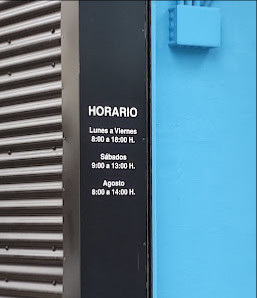 HORARIO
Lunes a Viernes
8:00 a 18:00 H.
Sábados
9:00 a 13:00 H.
Agosto
8:00 a 14:00 H.